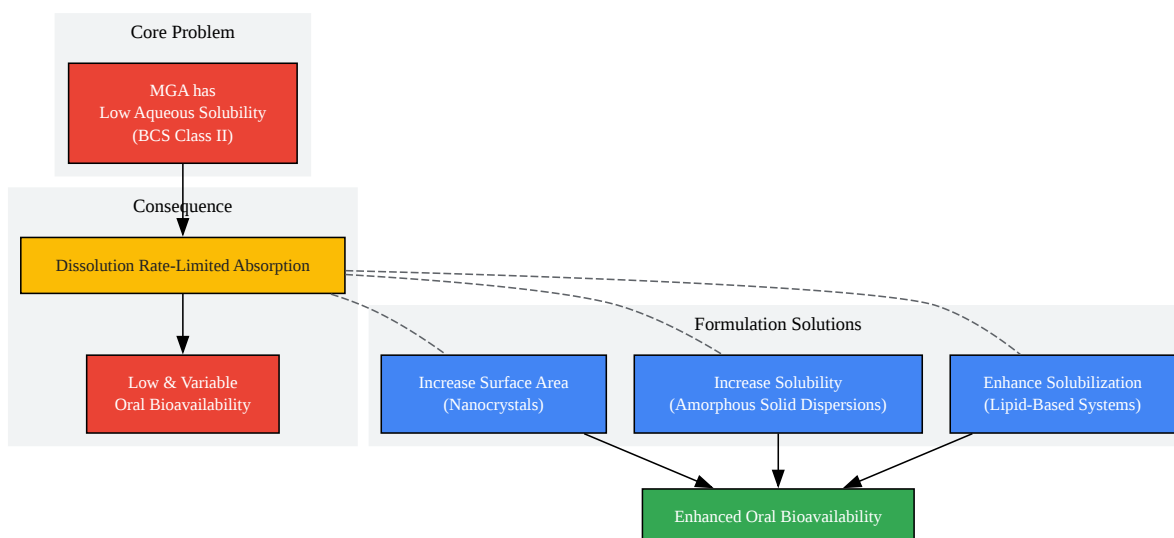 Core Problem
MGA has
Low Aqueous Solubility
(BCS Class II)
Consequence
Dissolution Rate-Limited Absorption
Low & Variable
Oral Bioavailability
Formulation Solutions
Increase Surface Area
(Nanocrystals)
Increase Solubility
(Amorphous Solid Dispersions)
Enhance Solubilization
(Lipid-Based Systems)
Enhanced Oral Bioavailability